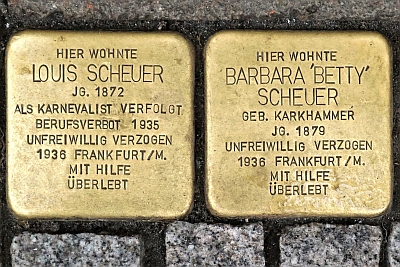 HIER WOHNTE
LOUIS SCHEUER
JG. 1872
ALS KARNEVALIST VERFOLGT
BERUFSVERBOT 1935
UNFREIWILLIG VERZOGEN
1936 FRANKFURT/M.
MIT HILFE
ÜBERLEBT
HIER WOHNTE
BARBARA 'BETTY'
SCHEUER
GEB. KARKHAMMER
JG. 1879
UNFREIWILLIG VERZOGEN
1936 FRANKFURT/M.
MIT HILFE
ÜBERLEBT